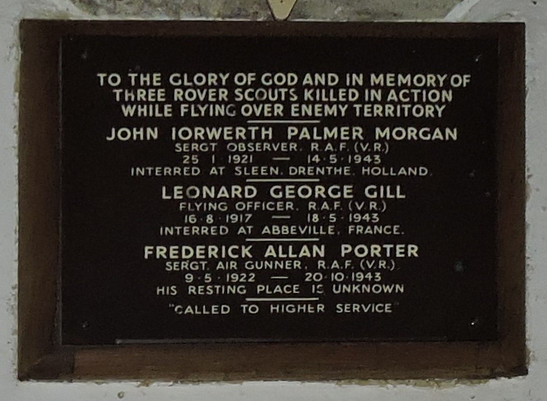 TO THE GLORY OF GOD AND IN MEMORY OF
THREE ROVER SCOUTS KILLED IN ACTION
WHILE FLYING OVER ENEMY TERRITORY
JOHN IORWERTH PALMER MORGAN
SERGT OBSERVER. R.A.F. (V.R.)
25·1·1921 — 14·5·1943
INTERRED AT SLEEN, DRENTHE, HOLLAND.
LEONARD GEORGE GILL
FLYING OFFICER. R.A.F. (V.R.)
16·8·1917 — 18·5·1943
INTERRED AT ABBEVILLE, FRANCE.
FREDERICK ALLAN PORTER
SERGT. AIR GUNNER. R.A.F. (V.R.)
9·5·1922 — 20·10·1943
HIS RESTING PLACE IS UNKNOWN
"CALLED TO HIGHER SERVICE"